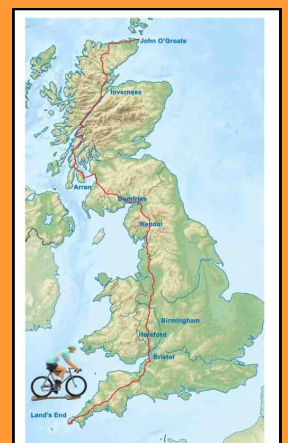 John O'Groats
Inverness
Arran
Dumfries
Kendal
Birmingham
Hereford
Bristol
Land's End